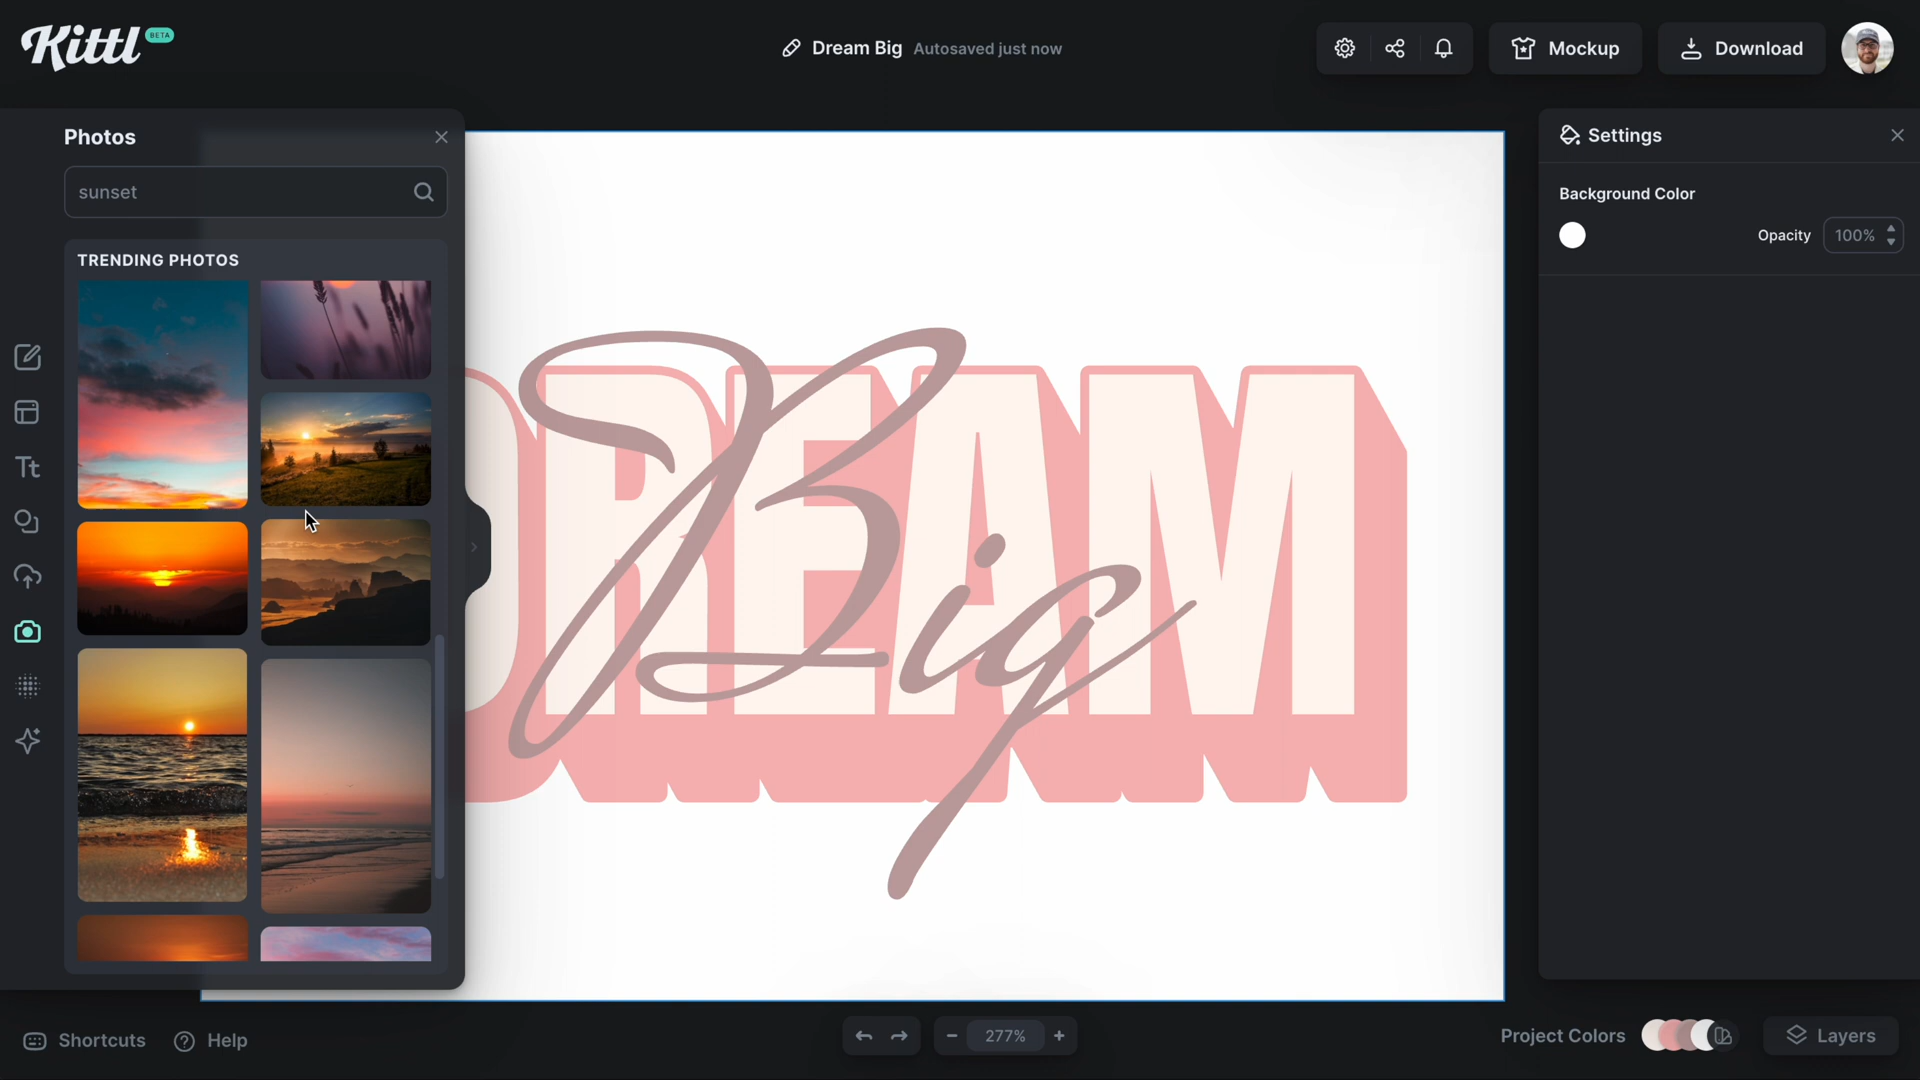 Kittl BETA
Dream Big Autosaved just now
Mockup
Download
Photos
sunset
TRENDING PHOTOS
Settings
Background Color
Opacity 100%
Tt
DREAM
Big
Shortcuts
Help
277%
Project Colors
Layers